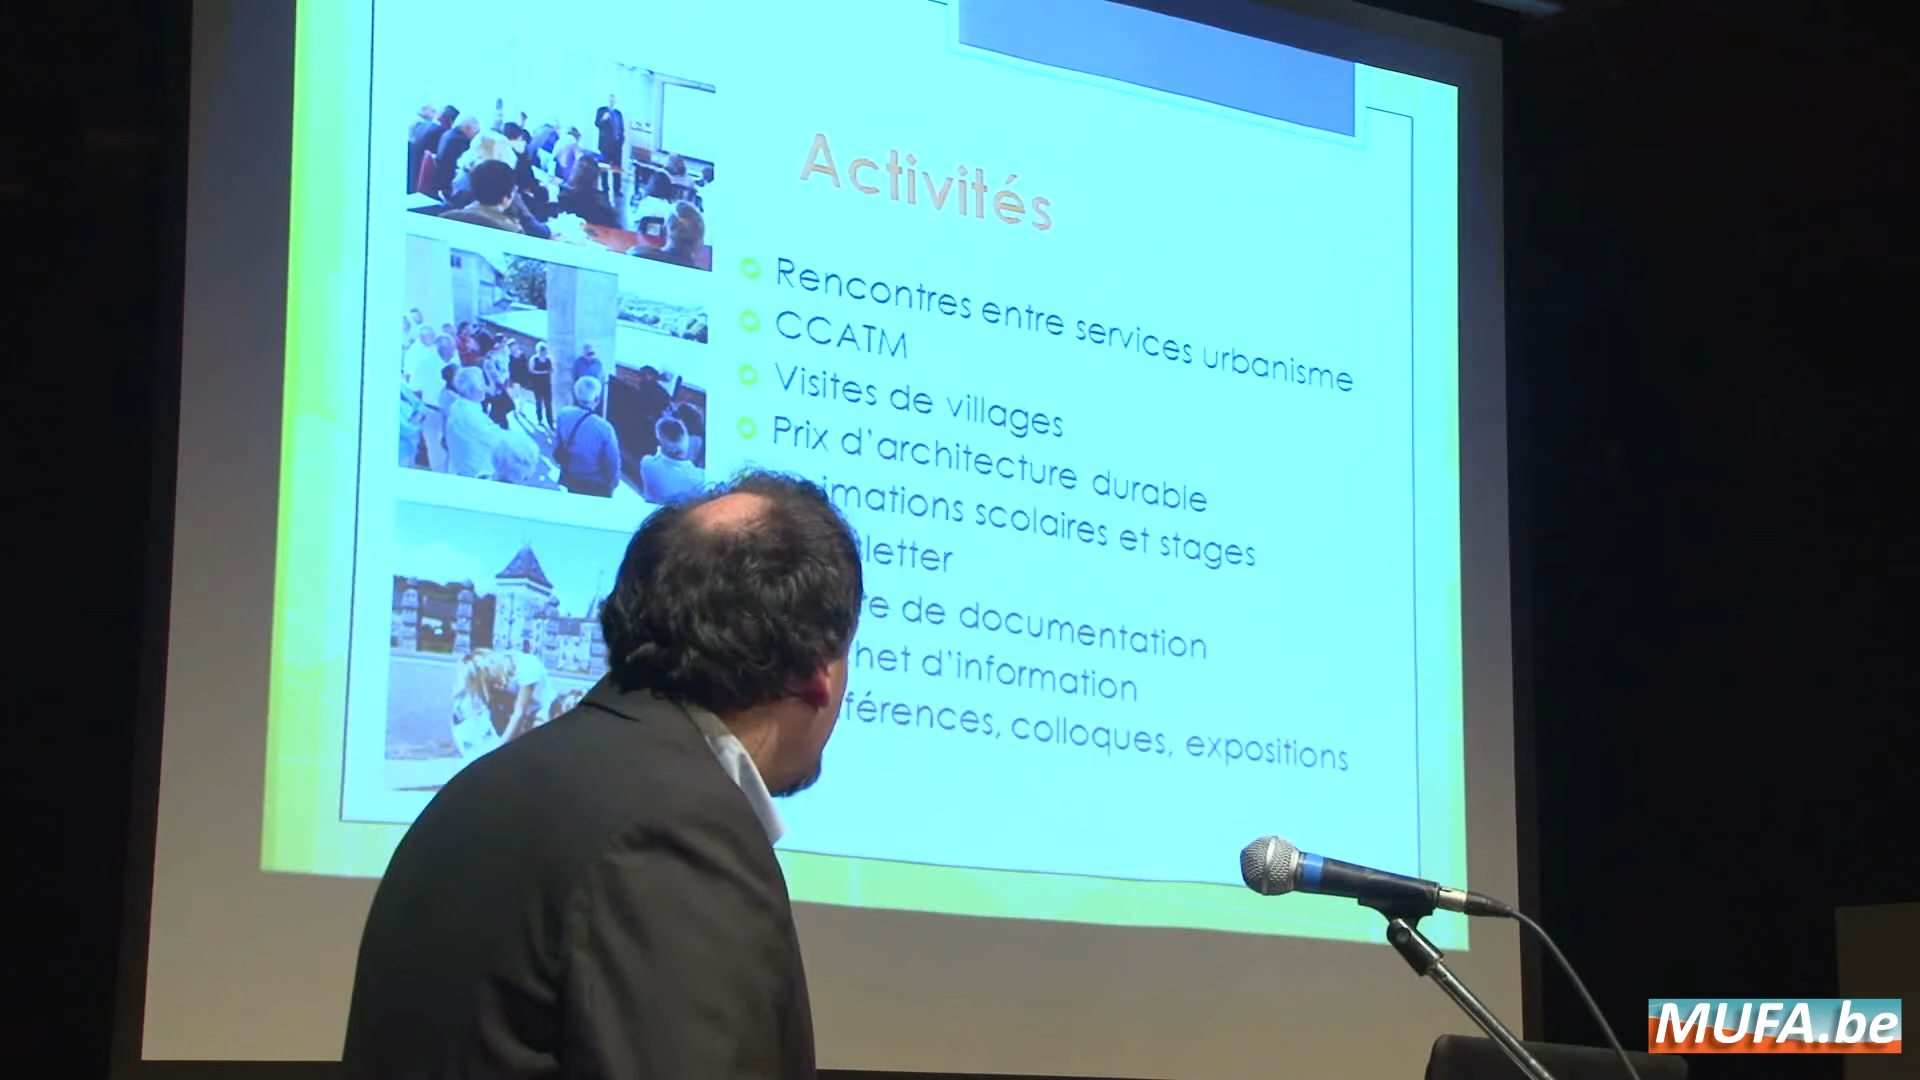 Activités
Rencontres entre services urbanisme
CCATM
Visites de villages
Prix d'architecture durable
imations scolaires et stages
letter
e de documentation
het d'information
férences, colloques, expositions
MUFA.be